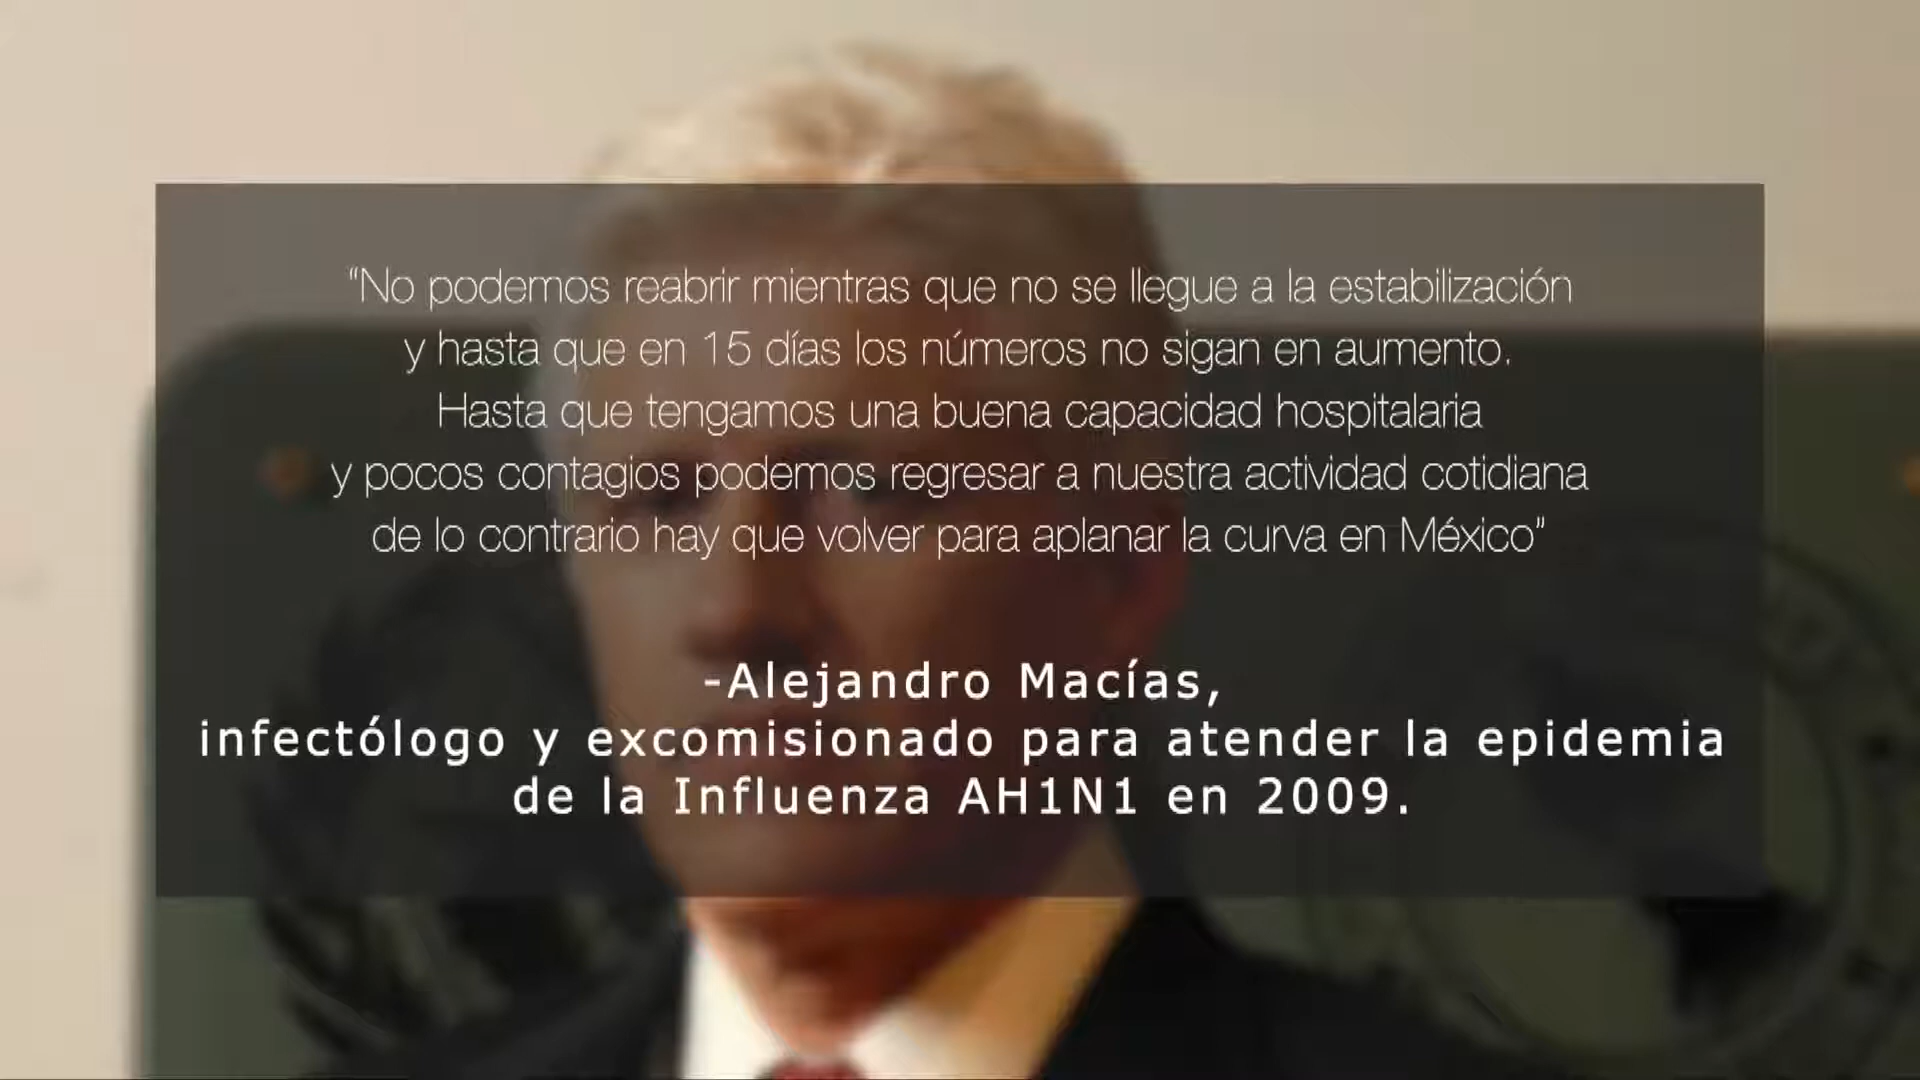 “No podemos reabrir mientras que no se llegue a la estabilización
y hasta que en 15 días los números no sigan en aumento.
Hasta que tengamos una buena capacidad hospitalaria
y pocos contagios podemos regresar a nuestra actividad cotidiana
de lo contrario hay que volver para aplanar la curva en México”
-Alejandro Macías,
infectólogo y excomisionado para atender la epidemia
de la Influenza AH1N1 en 2009.